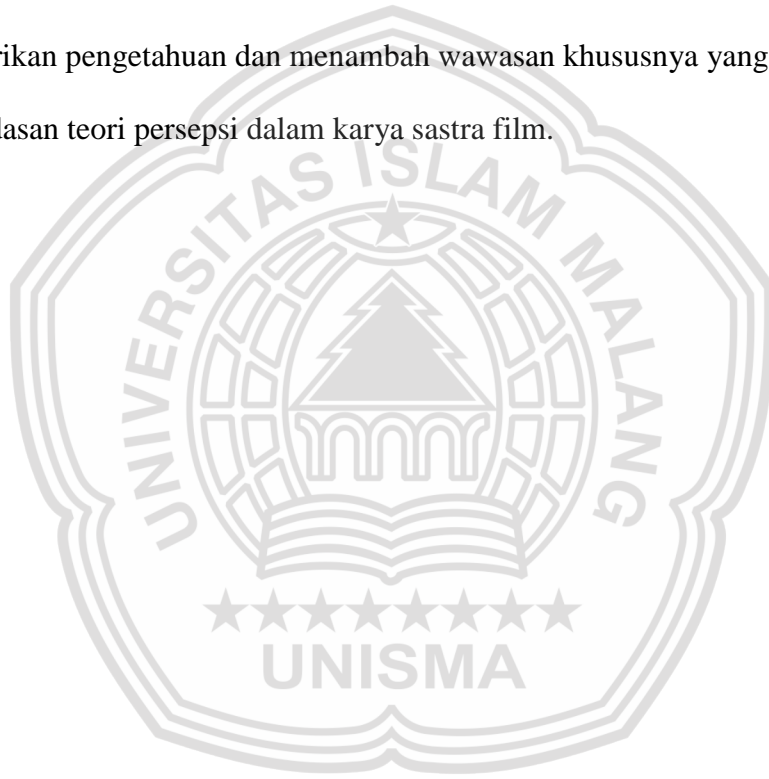 rikan pengetahuan dan menambah wawasan khususnya yang
dasan teori persepsi dalam karya sastra film.
UNIVERSITAS ISLAM MALANG
UNISMA